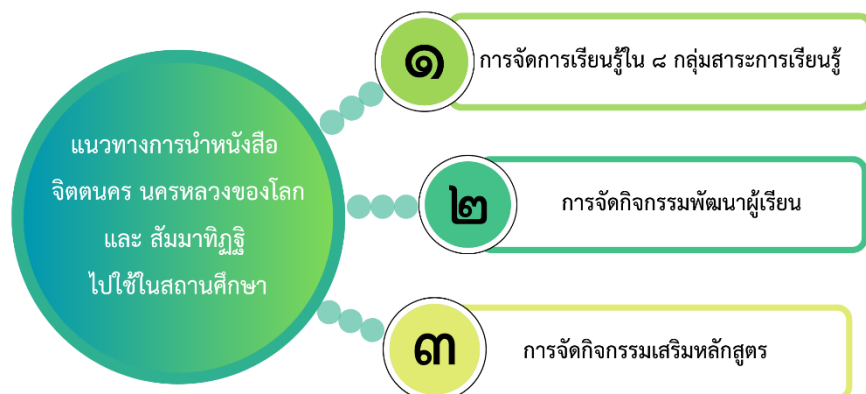 แนวทางการนำหนังสือ
จิตตนคร นครหลวงของโลก
และ สัมมาทิฏฐิ
ไปใช้ในสถานศึกษา
๑
การจัดการเรียนรู้ใน ๘ กลุ่มสาระการเรียนรู้
๒
การจัดกิจกรรมพัฒนาผู้เรียน
๓
การจัดกิจกรรมเสริมหลักสูตร